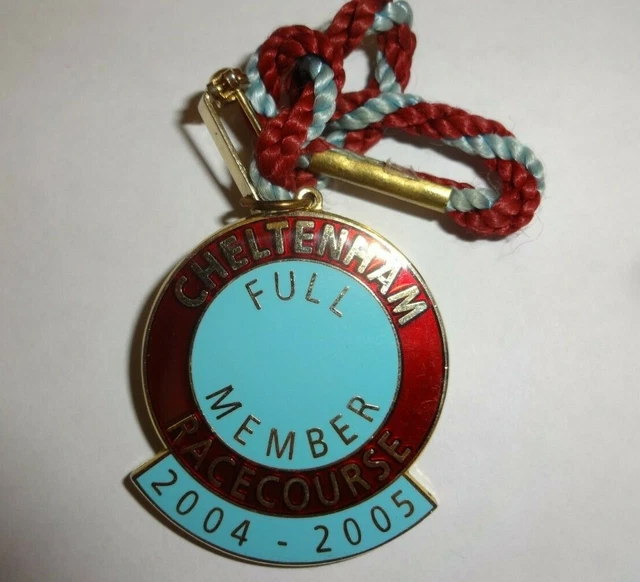 CHELTENHAM
FULL
MEMBER
RACECOURSE
2004 - 2005